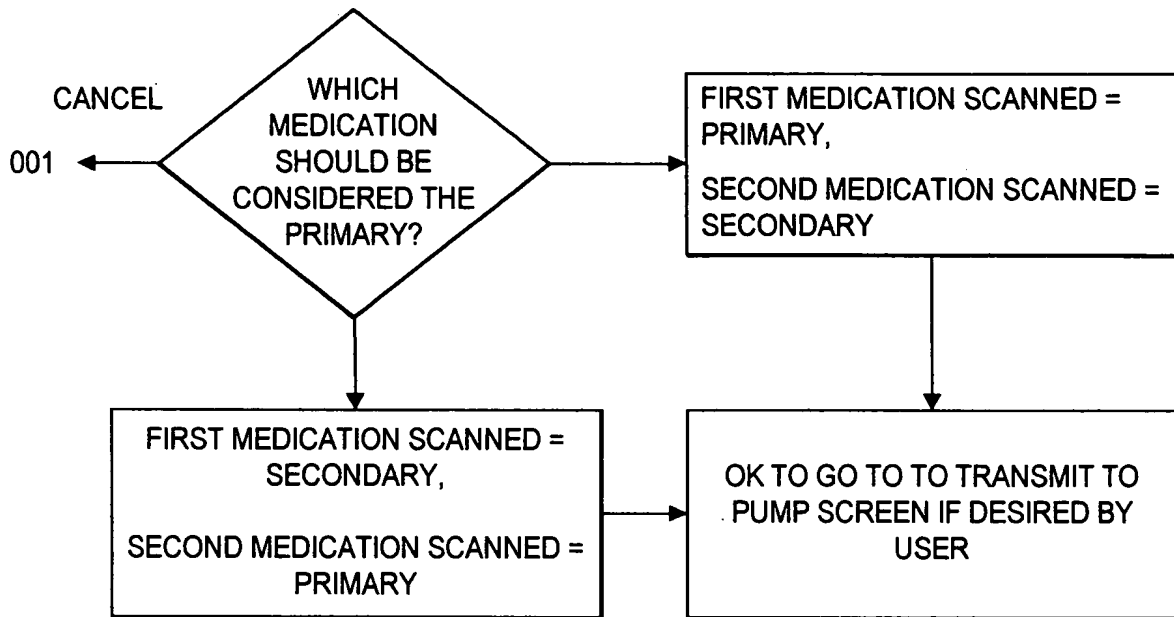 CANCEL
001
WHICH
MEDICATION
SHOULD BE
CONSIDERED THE
PRIMARY?
FIRST MEDICATION SCANNED =
PRIMARY,
SECOND MEDICATION SCANNED =
SECONDARY
FIRST MEDICATION SCANNED =
SECONDARY,
SECOND MEDICATION SCANNED =
PRIMARY
OK TO GO TO TO TRANSMIT TO
PUMP SCREEN IF DESIRED BY
USER